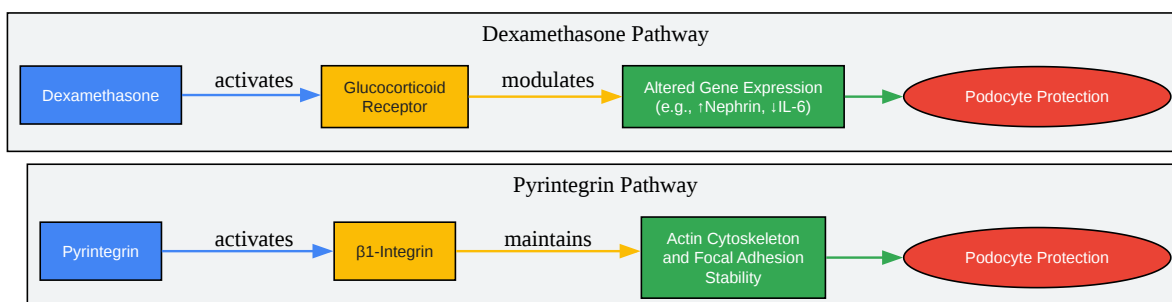 Dexamethasone Pathway
Dexamethasone
activates
Glucocorticoid
Receptor
modulates
Altered Gene Expression
(e.g., ↑Nephrin, ↓IL-6)
Podocyte Protection
Pyrintegrin Pathway
Pyrintegrin
activates
β1-Integrin
maintains
Actin Cytoskeleton
and Focal Adhesion
Stability
Podocyte Protection